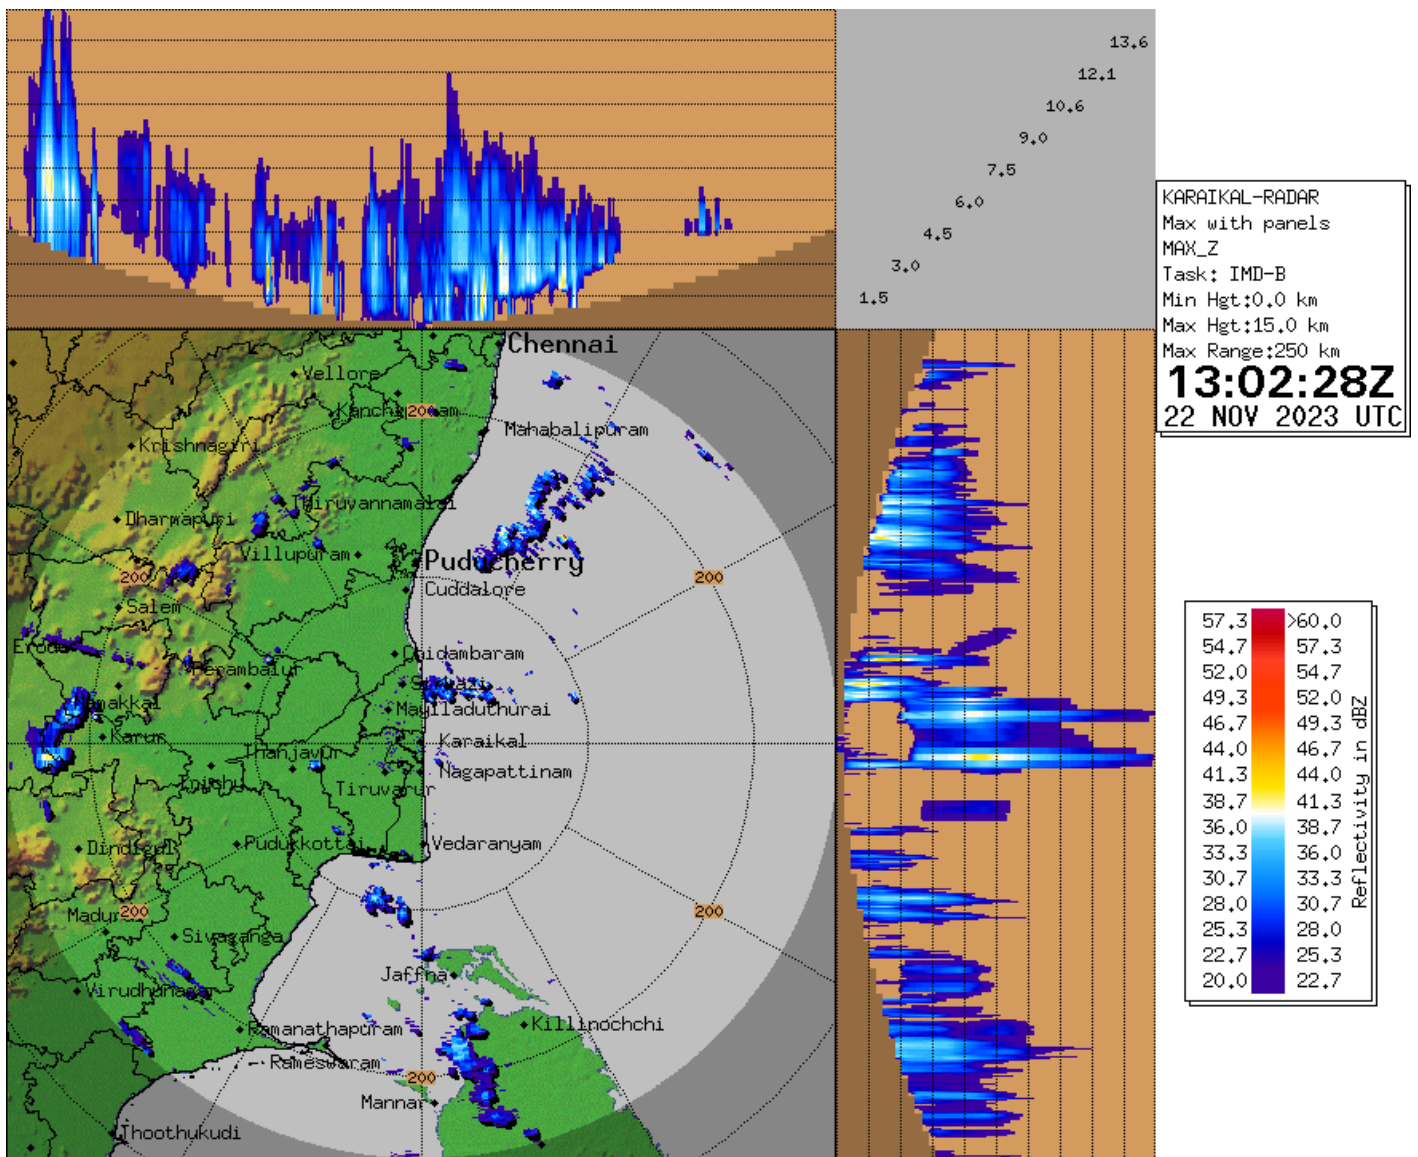 13.6
12.1
10.6
9.0
7.5
6.0
4.5
3.0
1.5
KARAIKAL-RADAR
Max with panels
MAX_Z
Task: IMD-B
Min Hgt:0.0 km
Max Hgt:15.0 km
Max Range:250 km
13:02:28Z
22 NOV 2023 UTC
Chennai
Vellore
200
Mahabalipuram
Krishnagiri
Thiruvannamalai
Dharmapuri
Villupuram
Puducherry
200
200
Cuddalore
Salem
Erode
Chidambaram
Perambalur
Sirkazi
Namakkal
Mayiladuthurai
Karur
Karaikal
Thanjavur
Nagapattinam
Tiruvarur
Dindigul
Pudukkottai
Vedaranyam
200
200
Sivaganga
Jaffna
Virudhunagar
Ramanathapuram
Killinochchi
Rameswaram
200
Mannar
Thoothukudi
57.3 >60.0
54.7 57.3
52.0 54.7
49.3 52.0
46.7 49.3
44.0 46.7
41.3 44.0
38.7 41.3
36.0 38.7
33.3 36.0
30.7 33.3
28.0 30.7
25.3 28.0
22.7 25.3
20.0 22.7
Reflectivity in dBZ